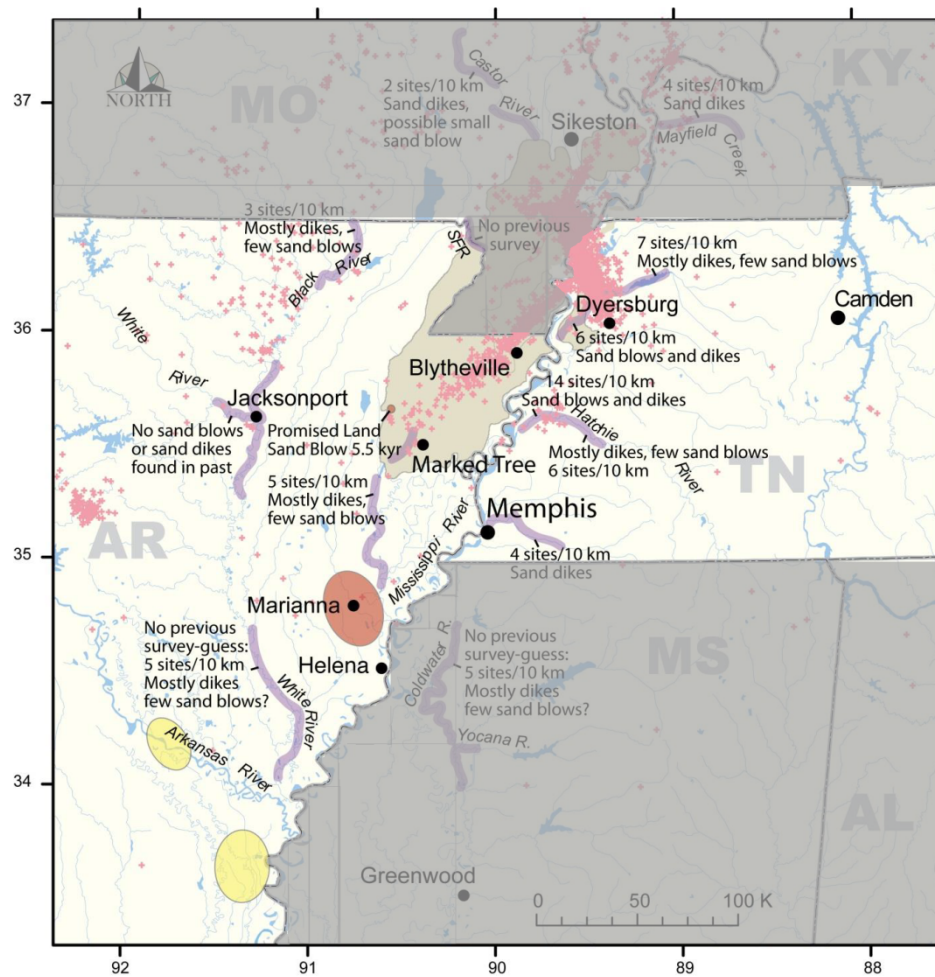 37
36
35
34
92
91
90
89
88
NORTH
MO
KY
AR
TN
MS
AL
2 sites/10 km
Sand dikes,
possible small
sand blow
Castor
River
Sikeston
4 sites/10 km
Sand dikes
Mayfield
Creek
3 sites/10 km
Mostly dikes,
few sand blows
Black
River
SFR
No previous
survey
7 sites/10 km
Mostly dikes, few sand blows
Dyersburg
Camden
6 sites/10 km
Sand blows and dikes
White
River
Blytheville
14 sites/10 km
Sand blows and dikes
Jacksonport
No sand blows
or sand dikes
found in past
Promised Land
Sand Blow 5.5 kyr
Marked Tree
Hatchie
River
Mostly dikes, few sand blows
6 sites/10 km
5 sites/10 km
Mostly dikes,
few sand blows
Mississippi River
Memphis
4 sites/10 km
Sand dikes
Marianna
Helena
No previous
survey-guess:
5 sites/10 km
Mostly dikes
few sand blows?
White River
Coldwater R.
No previous
survey-guess:
5 sites/10 km
Mostly dikes
few sand blows?
Yocana R.
Arkansas River
Greenwood
0 50 100 K